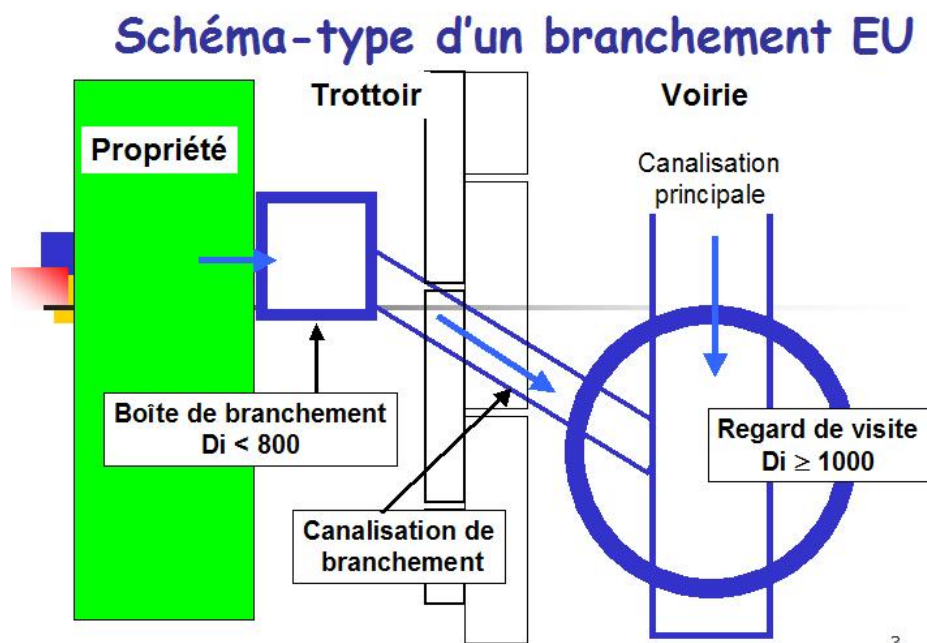 Schéma-type d'un branchement EU
Trottoir
Voirie
Propriété
Canalisation
principale
Boîte de branchement
Di < 800
Regard de visite
Di ≥ 1000
Canalisation de
branchement
3